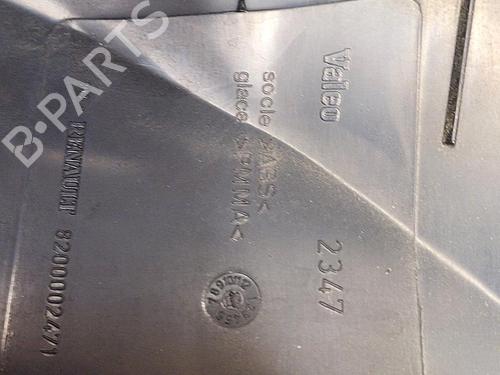 B-PARTS
Valeo
2347
socle >ABS<
glace >PMMA<
RENAULT 8200002471